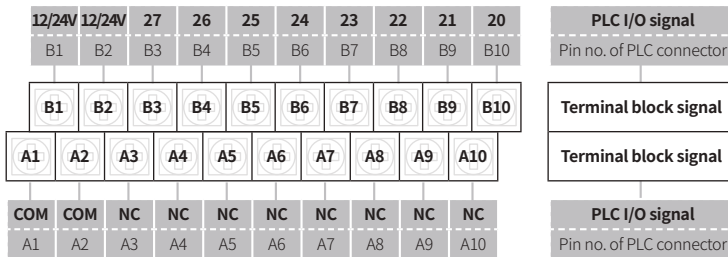 12/24V 12/24V 27 26 25 24 23 22 21 20 PLC I/O signal
B1 B2 B3 B4 B5 B6 B7 B8 B9 B10 Pin no. of PLC connector
B1 B2 B3 B4 B5 B6 B7 B8 B9 B10 Terminal block signal
A1 A2 A3 A4 A5 A6 A7 A8 A9 A10 Terminal block signal
COM COM NC NC NC NC NC NC NC NC PLC I/O signal
A1 A2 A3 A4 A5 A6 A7 A8 A9 A10 Pin no. of PLC connector